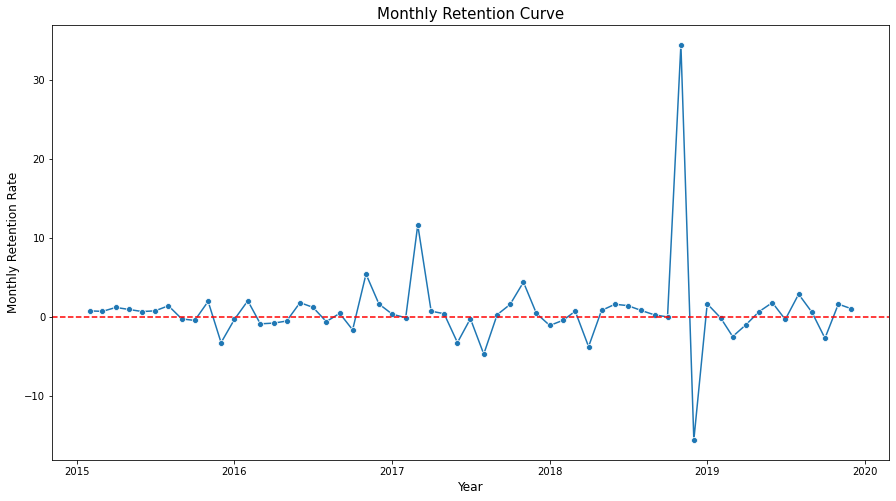 Monthly Retention Curve
30
20
10
0
−10
Monthly Retention Rate
2015 2016 2017 2018 2019 2020
Year